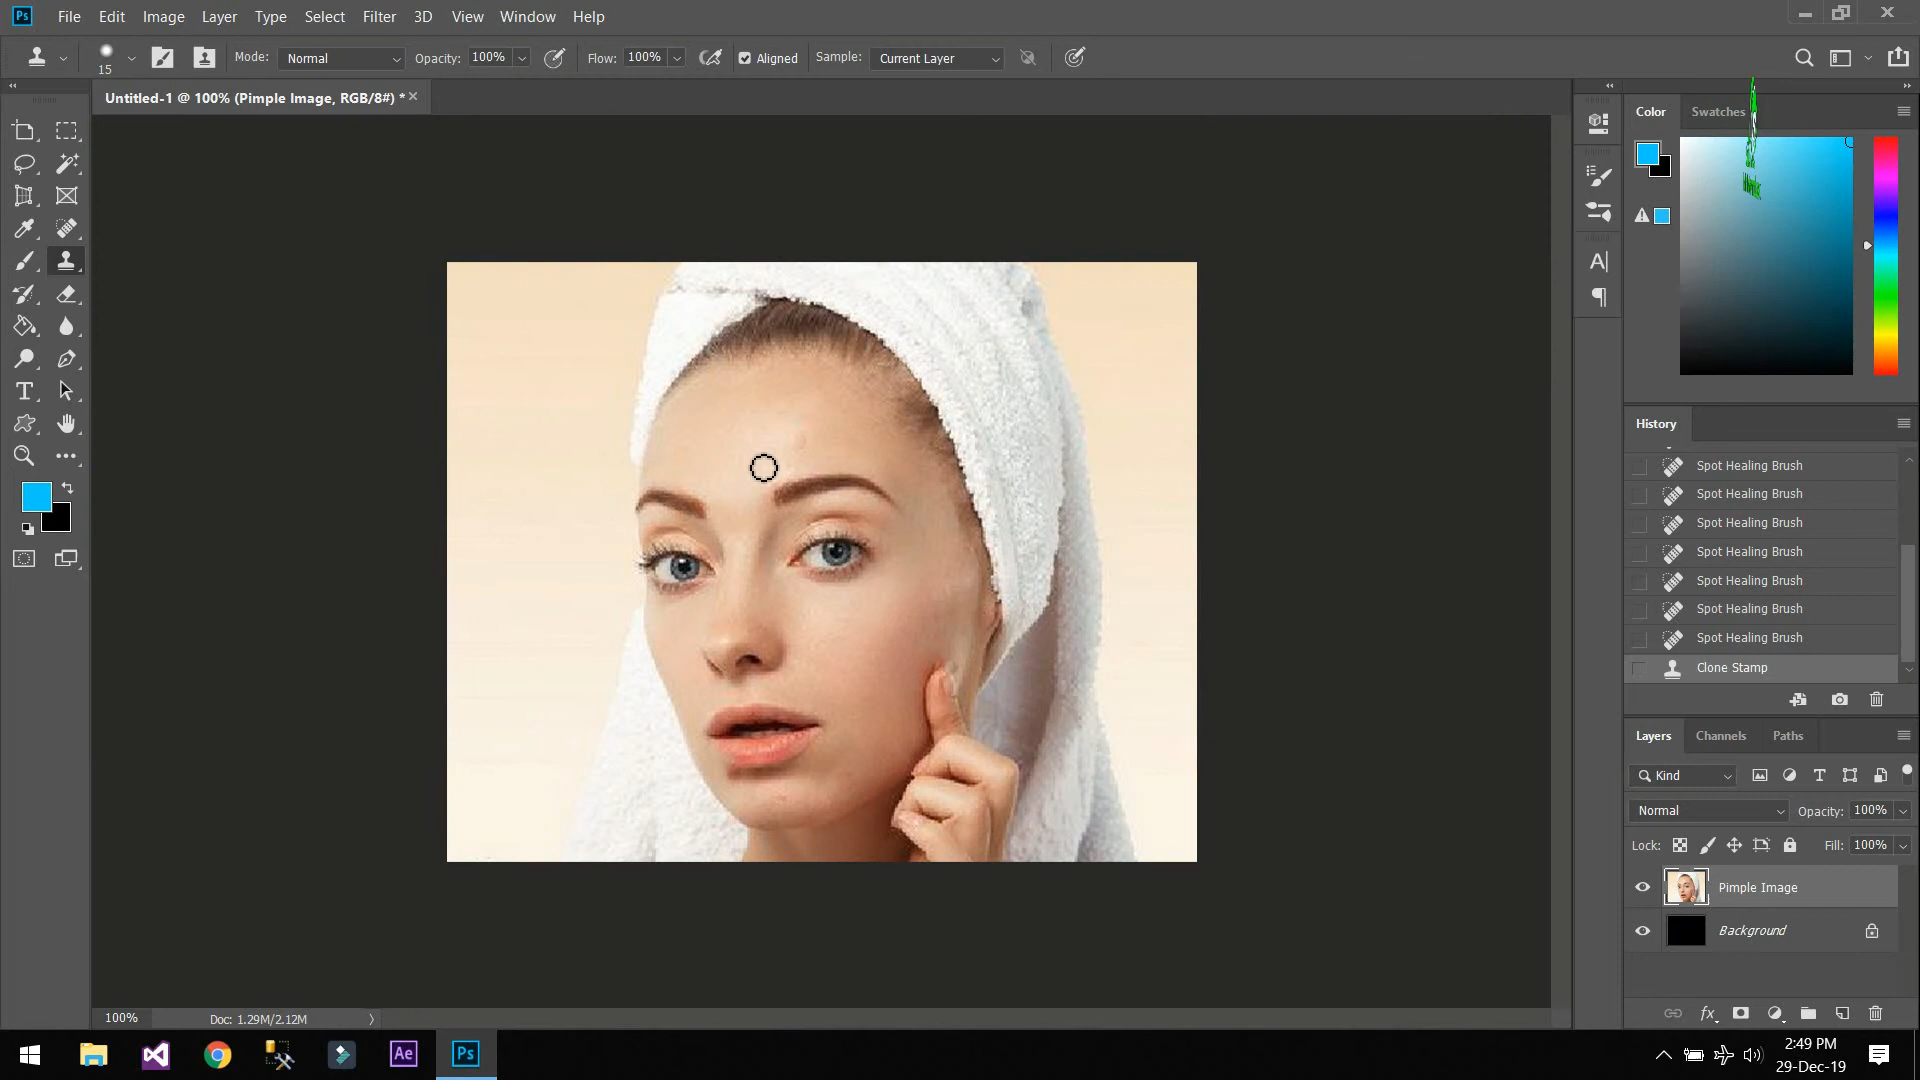 Ps File Edit Image Layer Type Select Filter 3D View Window Help
15 Mode: Normal Opacity: 100% Flow: 100% Aligned Sample: Current Layer
Untitled-1 @ 100% (Pimple Image, RGB/8#) *
Color Swatches
History
Spot Healing Brush
Spot Healing Brush
Spot Healing Brush
Spot Healing Brush
Spot Healing Brush
Spot Healing Brush
Spot Healing Brush
Clone Stamp
Layers Channels Paths
Kind
Normal Opacity: 100%
Lock: Fill: 100%
Pimple Image
Background
fx
100% Doc: 1.29M/2.12M
Ae Ps
2:49 PM
29-Dec-19